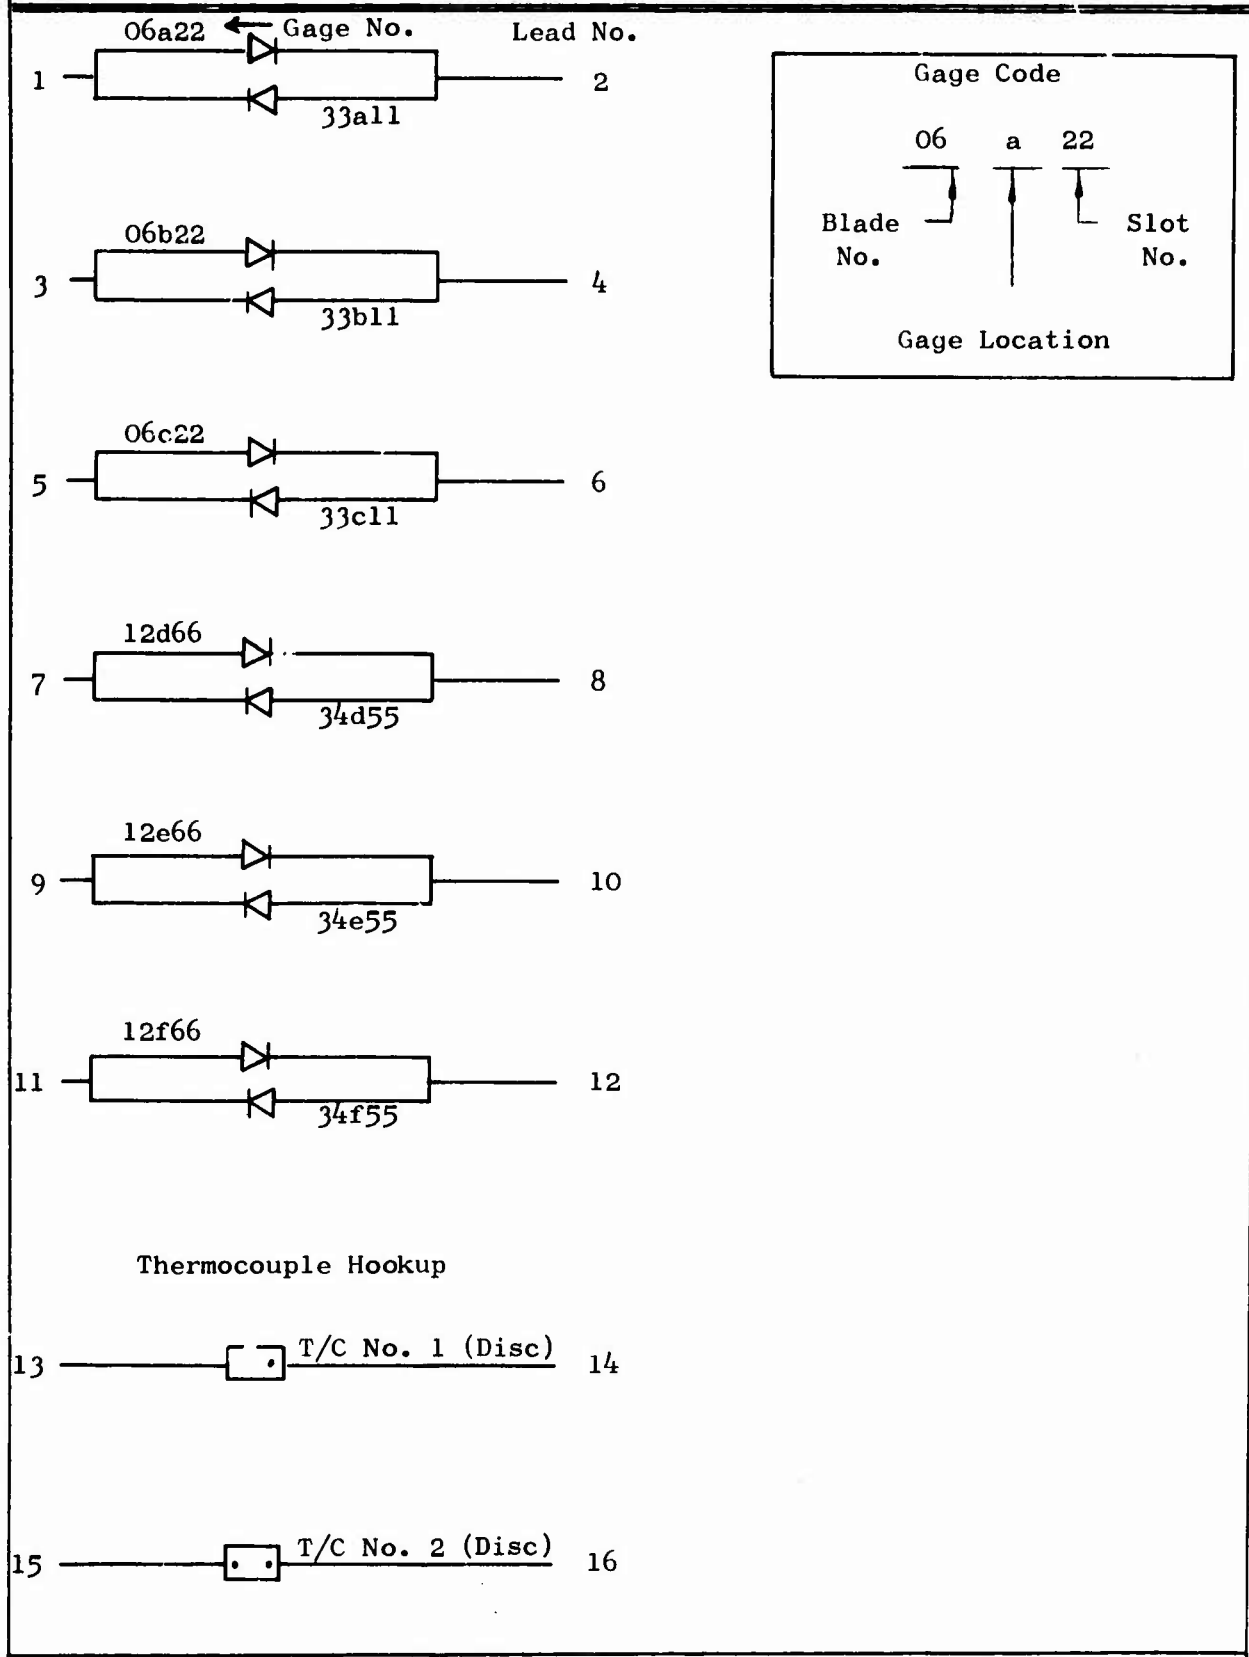 06a22 Gage No. Lead No.
1 2
33a11
06b22
3 4
33b11
06c22
5 6
33c11
12d66
7 8
34d55
12e66
9 10
34e55
12f66
11 12
34f55
Thermocouple Hookup
13 T/C No. 1 (Disc) 14
15 T/C No. 2 (Disc) 16
Gage Code
06 a 22
Blade No.
Slot No.
Gage Location